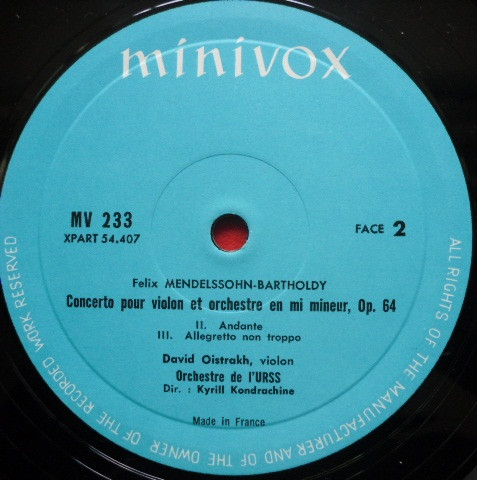 minivox
MV 233
XPART 54.407
FACE 2
Felix MENDELSSOHN-BARTHOLDY
Concerto pour violon et orchestre en mi mineur, Op. 64
II. Andante
III. Allegretto non troppo
David Oistrakh, violon
Orchestre de l'URSS
Dir. : Kyrill Kondrachine
Made in France
ALL RIGHTS OF THE MANUFACTURER AND OF THE OWNER OF THE RECORDED WORK RESERVED